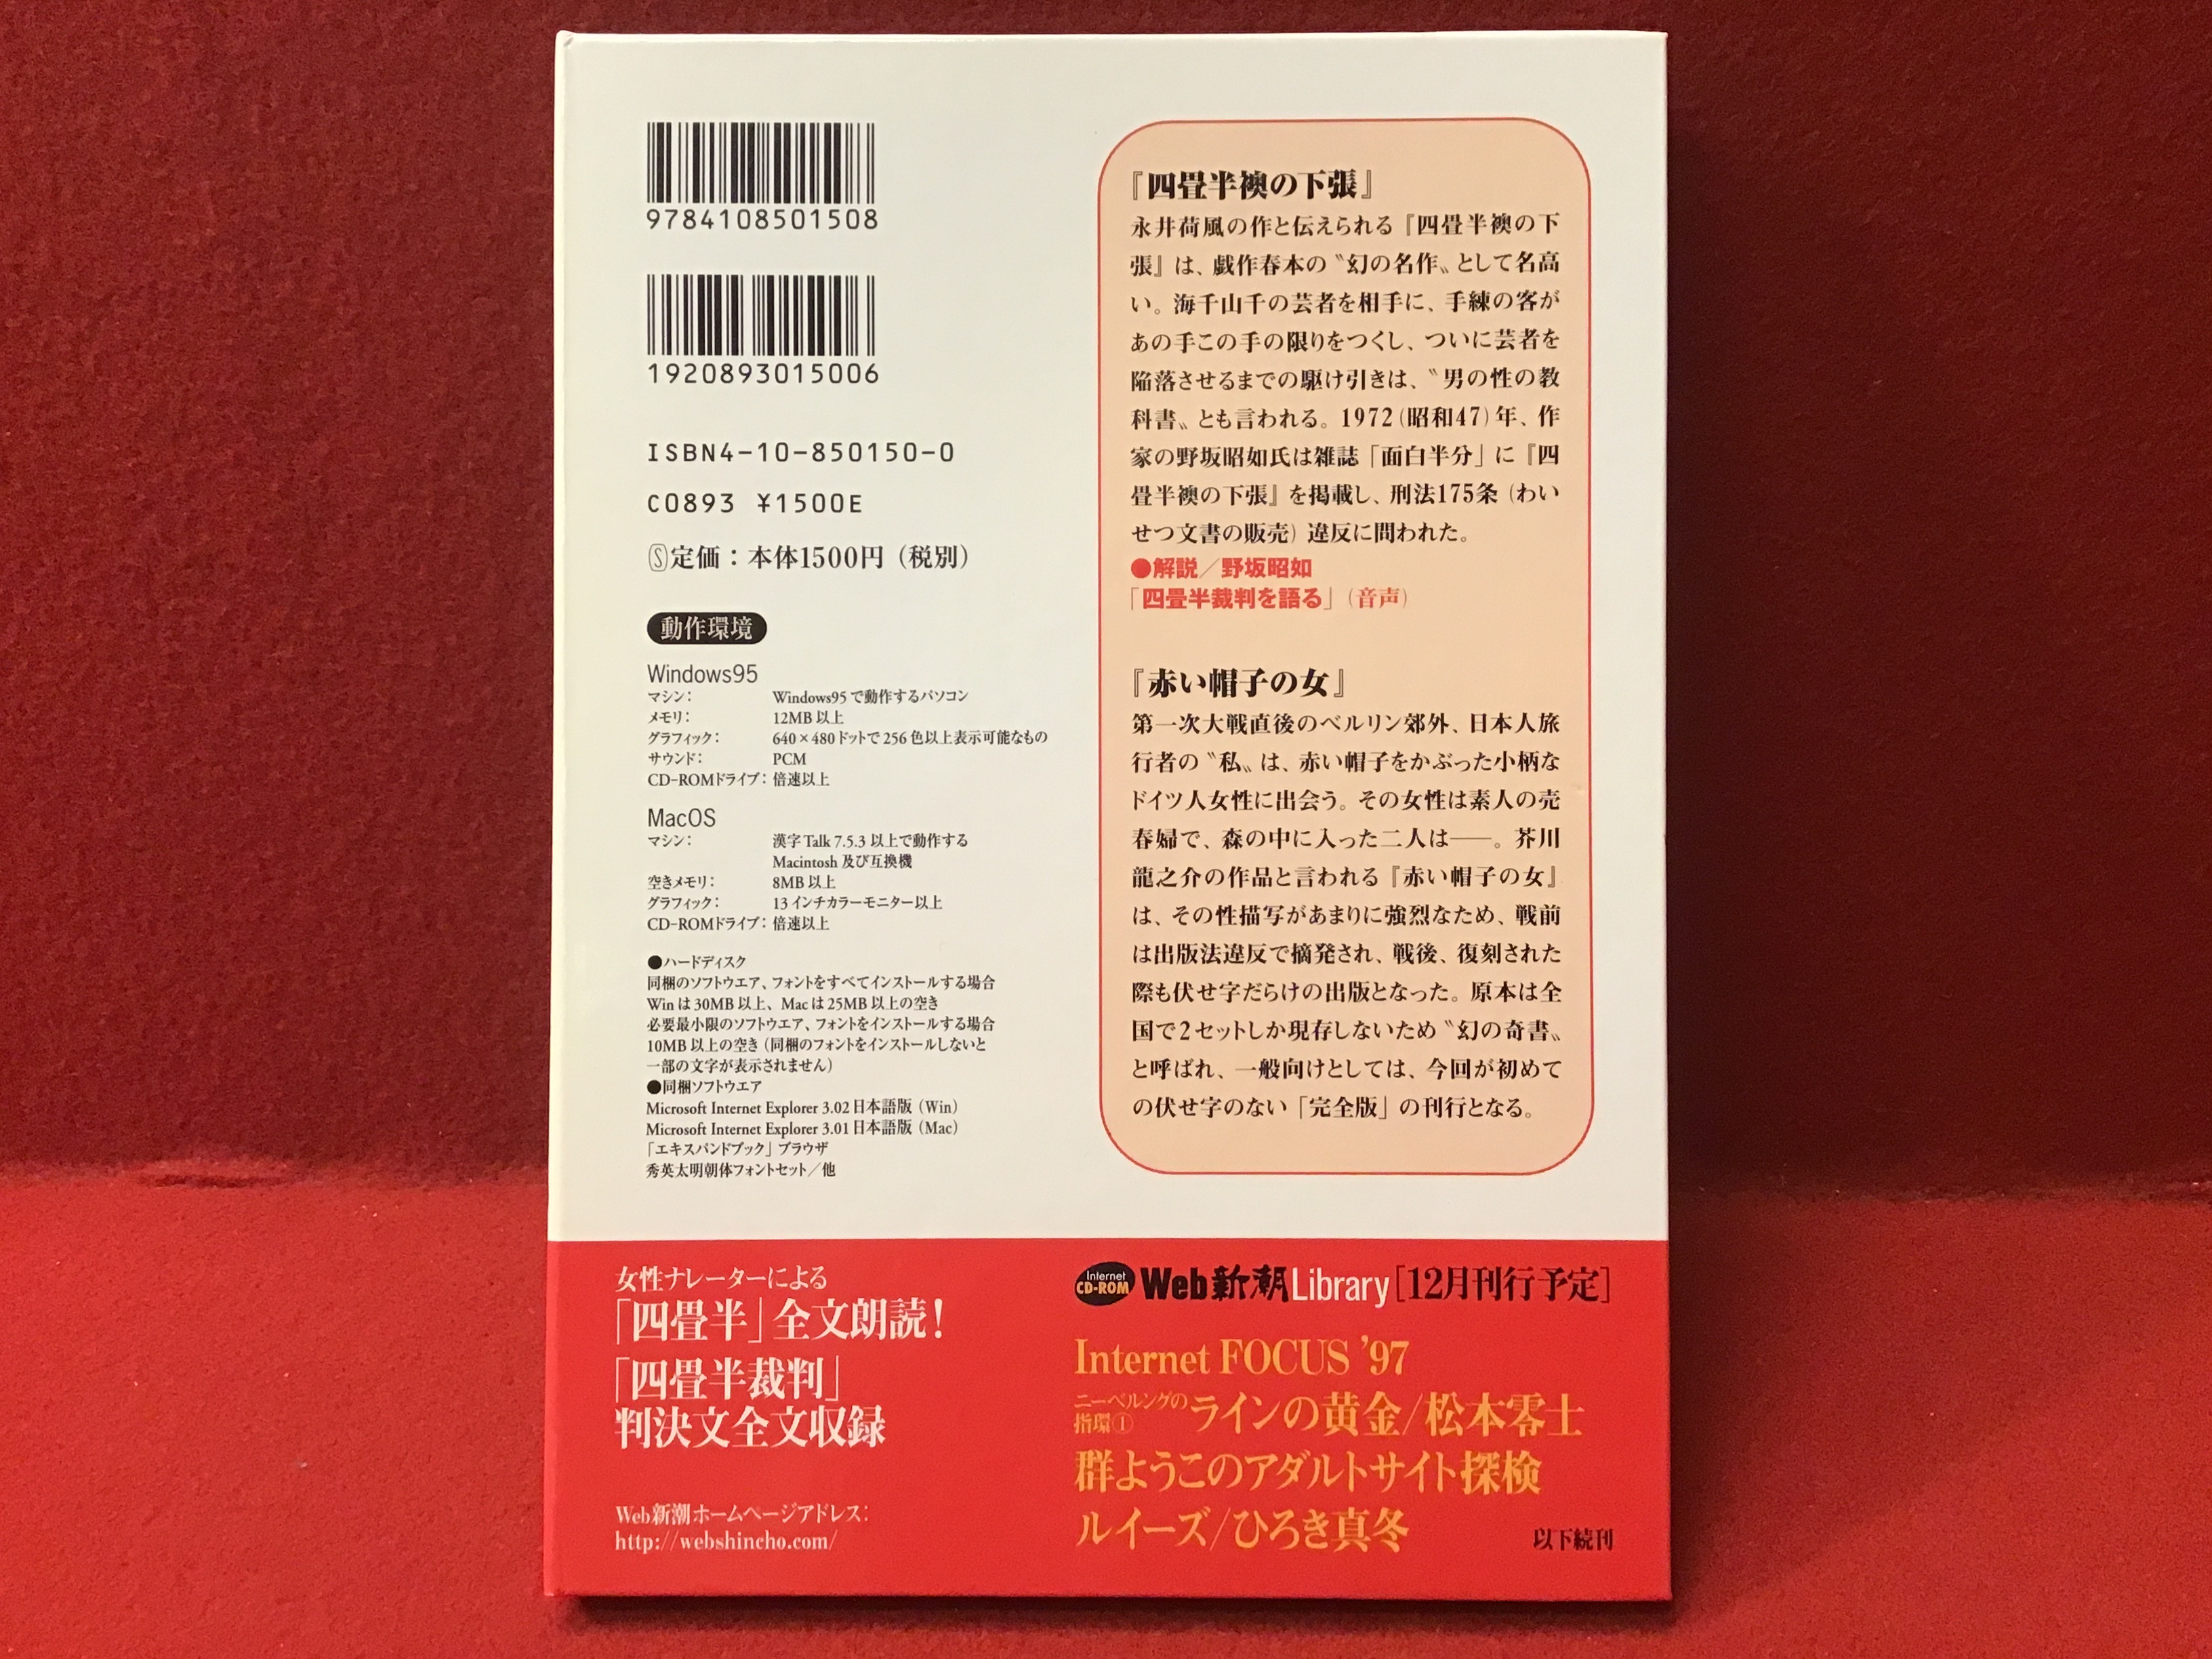 9784108501508
1920893015006
ISBN4-10-850150-0
C0893 ¥1500E
Ⓢ定価：本体1500円（税別）
動作環境
Windows95
マシン： Windows95で動作するパソコン
メモリ： 12MB以上
グラフィック： 640×480ドットで256色以上表示可能なもの
サウンド： PCM
CD-ROMドライブ： 倍速以上
MacOS
マシン： 漢字Talk 7.5.3以上で動作する
Macintosh及び互換機
空きメモリ： 8MB以上
グラフィック： 13インチカラーモニター以上
CD-ROMドライブ： 倍速以上
●ハードディスク
同梱のソフトウエア、フォントをすべてインストールする場合
Winは30MB以上、Macは25MB以上の空き
必要最小限のソフトウエア、フォントをインストールする場合
10MB以上の空き（同梱のフォントをインストールしないと
一部の文字が表示されません）
●同梱ソフトウエア
Microsoft Internet Explorer 3.02日本語版（Win）
Microsoft Internet Explorer 3.01日本語版（Mac）
「エキスパンドブック」ブラウザ
秀英太明朝体フォントセット／他
『四畳半襖の下張』
永井荷風の作と伝えられる『四畳半襖の下
張』は、戯作春本の〝幻の名作〟として名高
い。海千山千の芸者を相手に、手練の客が
あの手この手の限りをつくし、ついに芸者を
陥落させるまでの駆け引きは、〝男の性の教
科書〟とも言われる。1972（昭和47）年、作
家の野坂昭如氏は雑誌「面白半分」に『四
畳半襖の下張』を掲載し、刑法175条（わい
せつ文書の販売）違反に問われた。
●解説／野坂昭如
「四畳半裁判を語る」（音声）
『赤い帽子の女』
第一次大戦直後のベルリン郊外、日本人旅
行者の〝私〟は、赤い帽子をかぶった小柄な
ドイツ人女性に出会う。その女性は素人の売
春婦で、森の中に入った二人は――。芥川
龍之介の作品と言われる『赤い帽子の女』
は、その性描写があまりに強烈なため、戦前
は出版法違反で摘発され、戦後、復刻された
際も伏せ字だらけの出版となった。原本は全
国で2セットしか現存しないため〝幻の奇書〟
と呼ばれ、一般向けとしては、今回が初めて
の伏せ字のない「完全版」の刊行となる。
女性ナレーターによる
「四畳半」全文朗読！
「四畳半裁判」
判決文全文収録
Web新潮ホームページアドレス：
http://webshincho.com/
Internet CD-ROM Web新潮Library［12月刊行予定］
Internet FOCUS ’97
ニーベルングの指環① ラインの黄金/松本零士
群ようこのアダルトサイト探検
ルイーズ/ひろき真冬
以下続刊